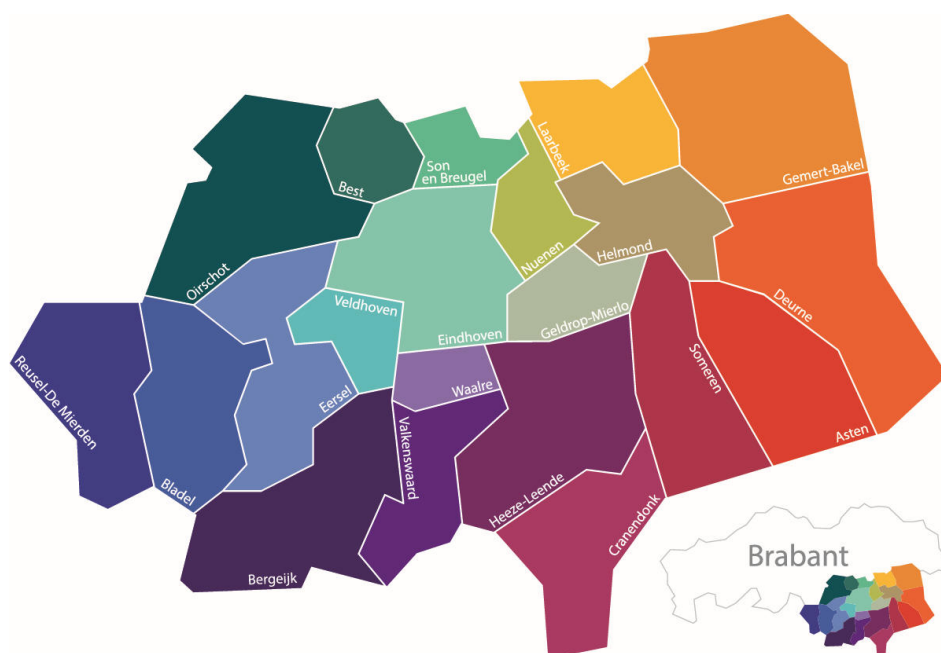 Laarbeek
Gemert-Bakel
Best
Son
en Breugel
Nuenen
Helmond
Oirschot
Veldhoven
Eindhoven
Geldrop-Mierlo
Deurne
Reusel-De Mierden
Eersel
Waalre
Someren
Asten
Bladel
Valkenswaard
Heeze-Leende
Cranendonk
Bergeijk
Brabant